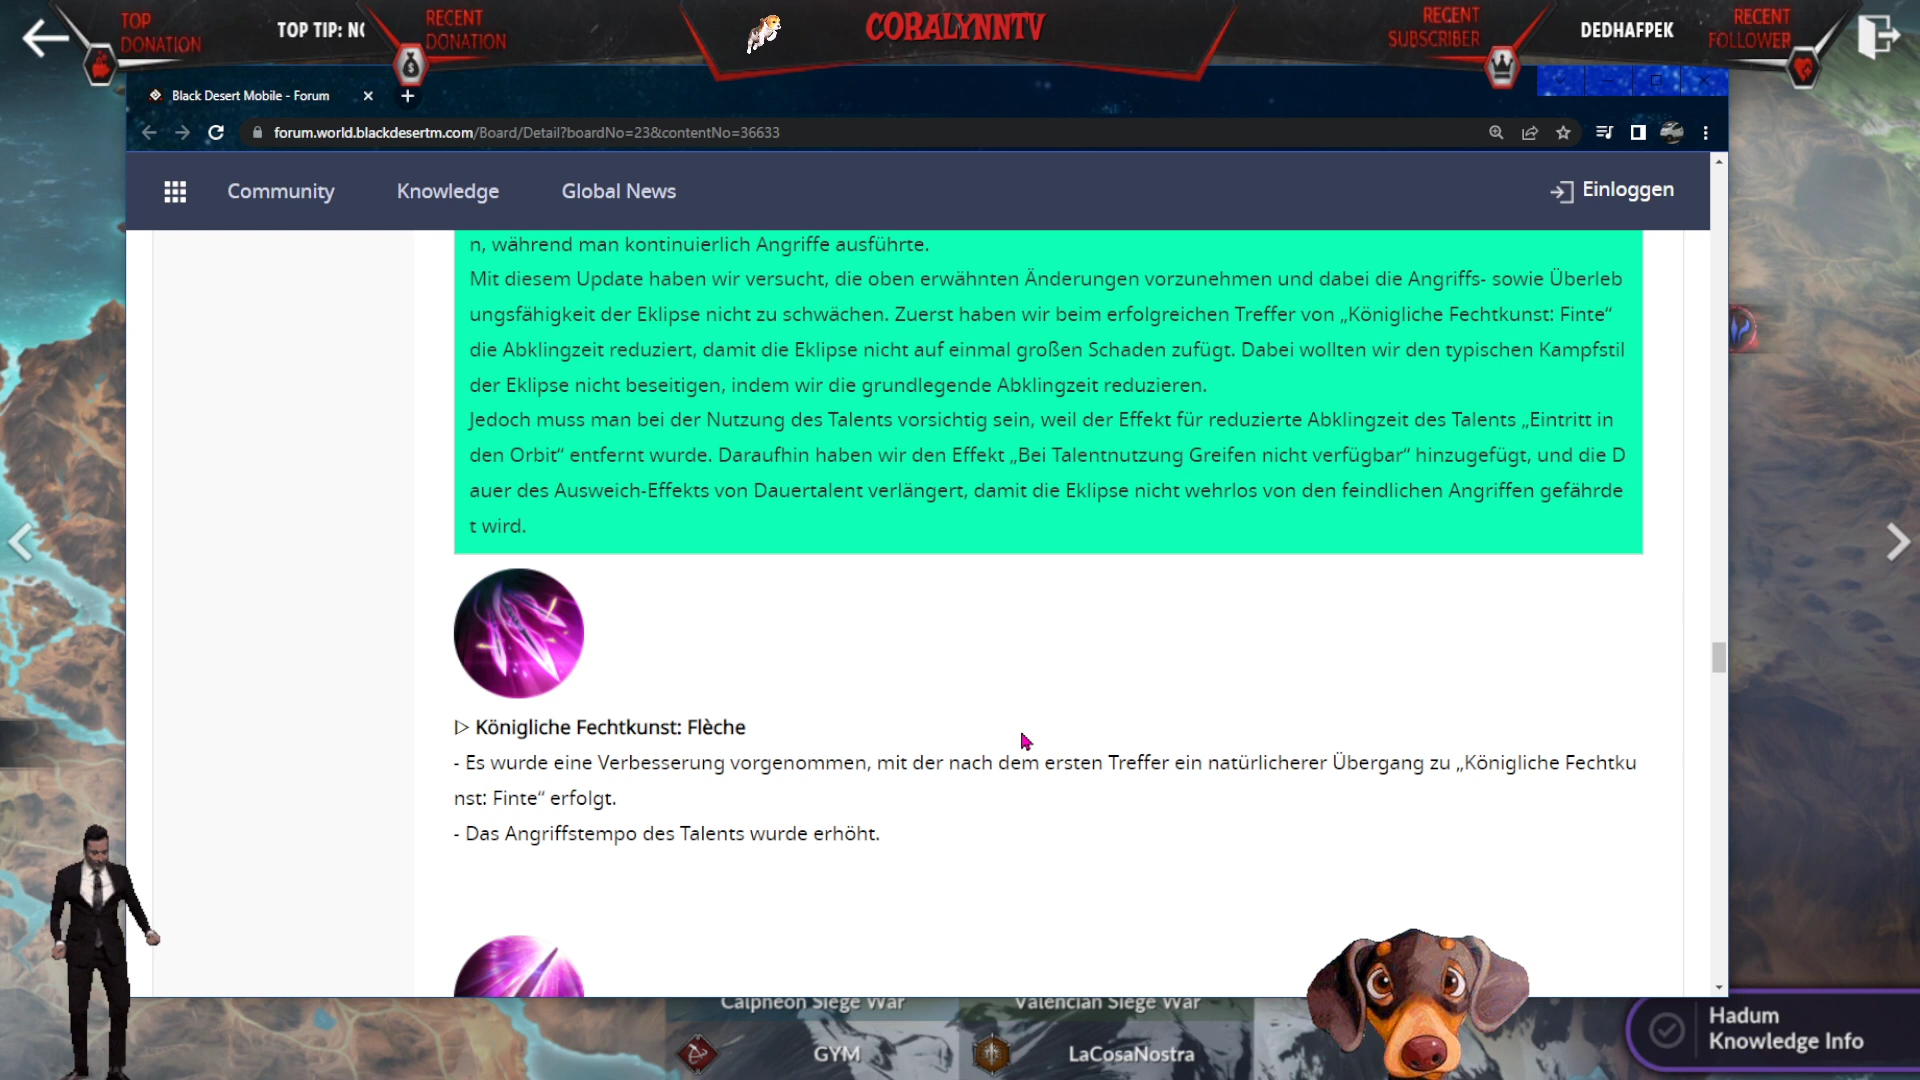 TOP
DONATION
TOP TIP: NO
RECENT
DONATION
CORALYNNTV
RECENT
SUBSCRIBER
DEDHAFPEK
RECENT
FOLLOWER
Black Desert Mobile - Forum
forum.world.blackdesertm.com/Board/Detail?boardNo=23&contentNo=36633
Community Knowledge Global News Einloggen
n, während man kontinuierlich Angriffe ausführte.
Mit diesem Update haben wir versucht, die oben erwähnten Änderungen vorzunehmen und dabei die Angriffs- sowie Überleb
ungsfähigkeit der Eklipse nicht zu schwächen. Zuerst haben wir beim erfolgreichen Treffer von „Königliche Fechtkunst: Finte“
die Abklingzeit reduziert, damit die Eklipse nicht auf einmal großen Schaden zufügt. Dabei wollten wir den typischen Kampfstil
der Eklipse nicht beseitigen, indem wir die grundlegende Abklingzeit reduzieren.
Jedoch muss man bei der Nutzung des Talents vorsichtig sein, weil der Effekt für reduzierte Abklingzeit des Talents „Eintritt in
den Orbit“ entfernt wurde. Daraufhin haben wir den Effekt „Bei Talentnutzung Greifen nicht verfügbar“ hinzugefügt, und die D
auer des Ausweich-Effekts von Dauertalent verlängert, damit die Eklipse nicht wehrlos von den feindlichen Angriffen gefährde
t wird.
▷ Königliche Fechtkunst: Flèche
- Es wurde eine Verbesserung vorgenommen, mit der nach dem ersten Treffer ein natürlicherer Übergang zu „Königliche Fechtku
nst: Finte“ erfolgt.
- Das Angriffstempo des Talents wurde erhöht.
Calpheon Siege War
Valencian Siege War
GYM
LaCosaNostra
Hadum
Knowledge Info